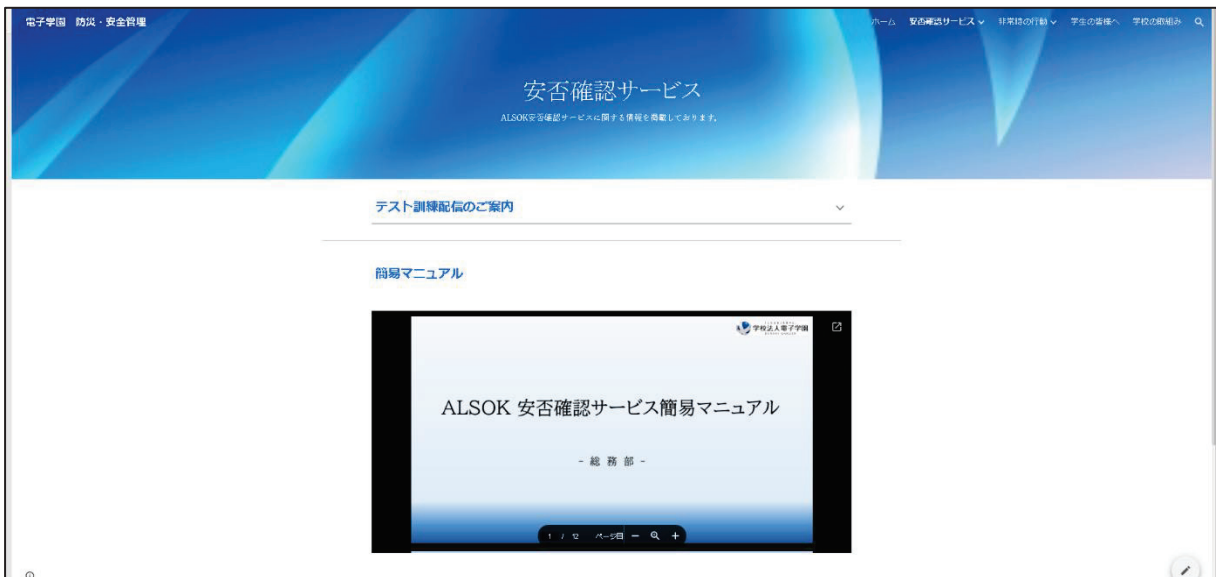 電子学園 防災・安全管理
ホーム 安否確認サービス 非常時の行動 学生の皆様へ 学校の取組み
安否確認サービス
ALSOK安否確認サービスに関する情報を掲載しております。
テスト訓練配信のご案内
簡易マニュアル
学校法人電子学園
ALSOK 安否確認サービス簡易マニュアル
- 総 務 部 -
1 / 12 ページ目